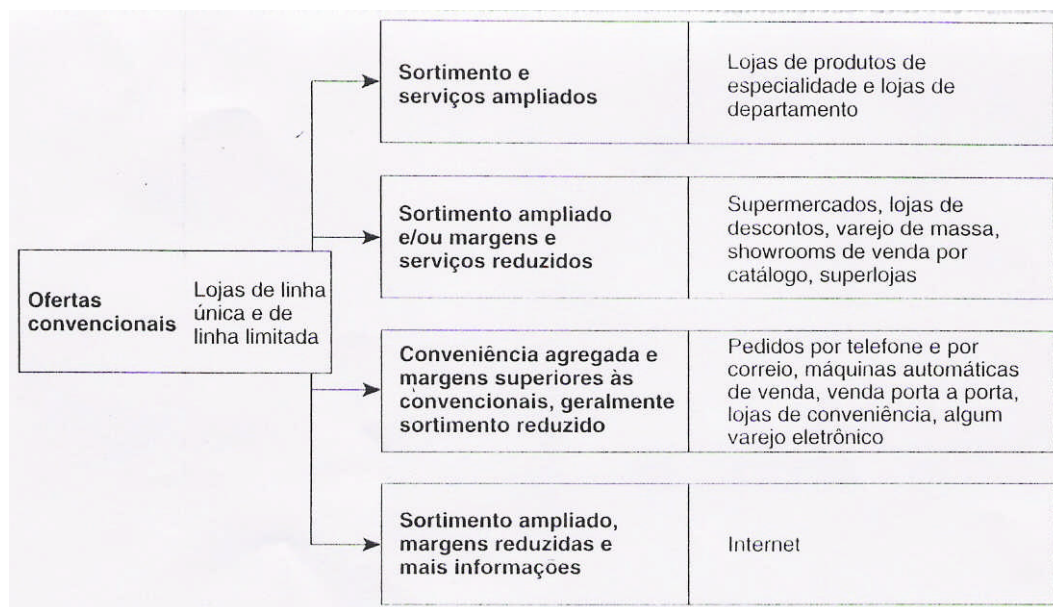 Ofertas
convencionais
Lojas de linha
única e de
linha limitada
Sortimento e
serviços ampliados
Lojas de produtos de
especialidade e lojas de
departamento
Sortimento ampliado
e/ou margens e
serviços reduzidos
Supermercados, lojas de
descontos, varejo de massa,
showrooms de venda por
catálogo, superlojas
Conveniência agregada e
margens superiores às
convencionais, geralmente
sortimento reduzido
Pedidos por telefone e por
correio, máquinas automáticas
de venda, venda porta a porta,
lojas de conveniência, algum
varejo eletrônico
Sortimento ampliado,
margens reduzidas e
mais informações
Internet